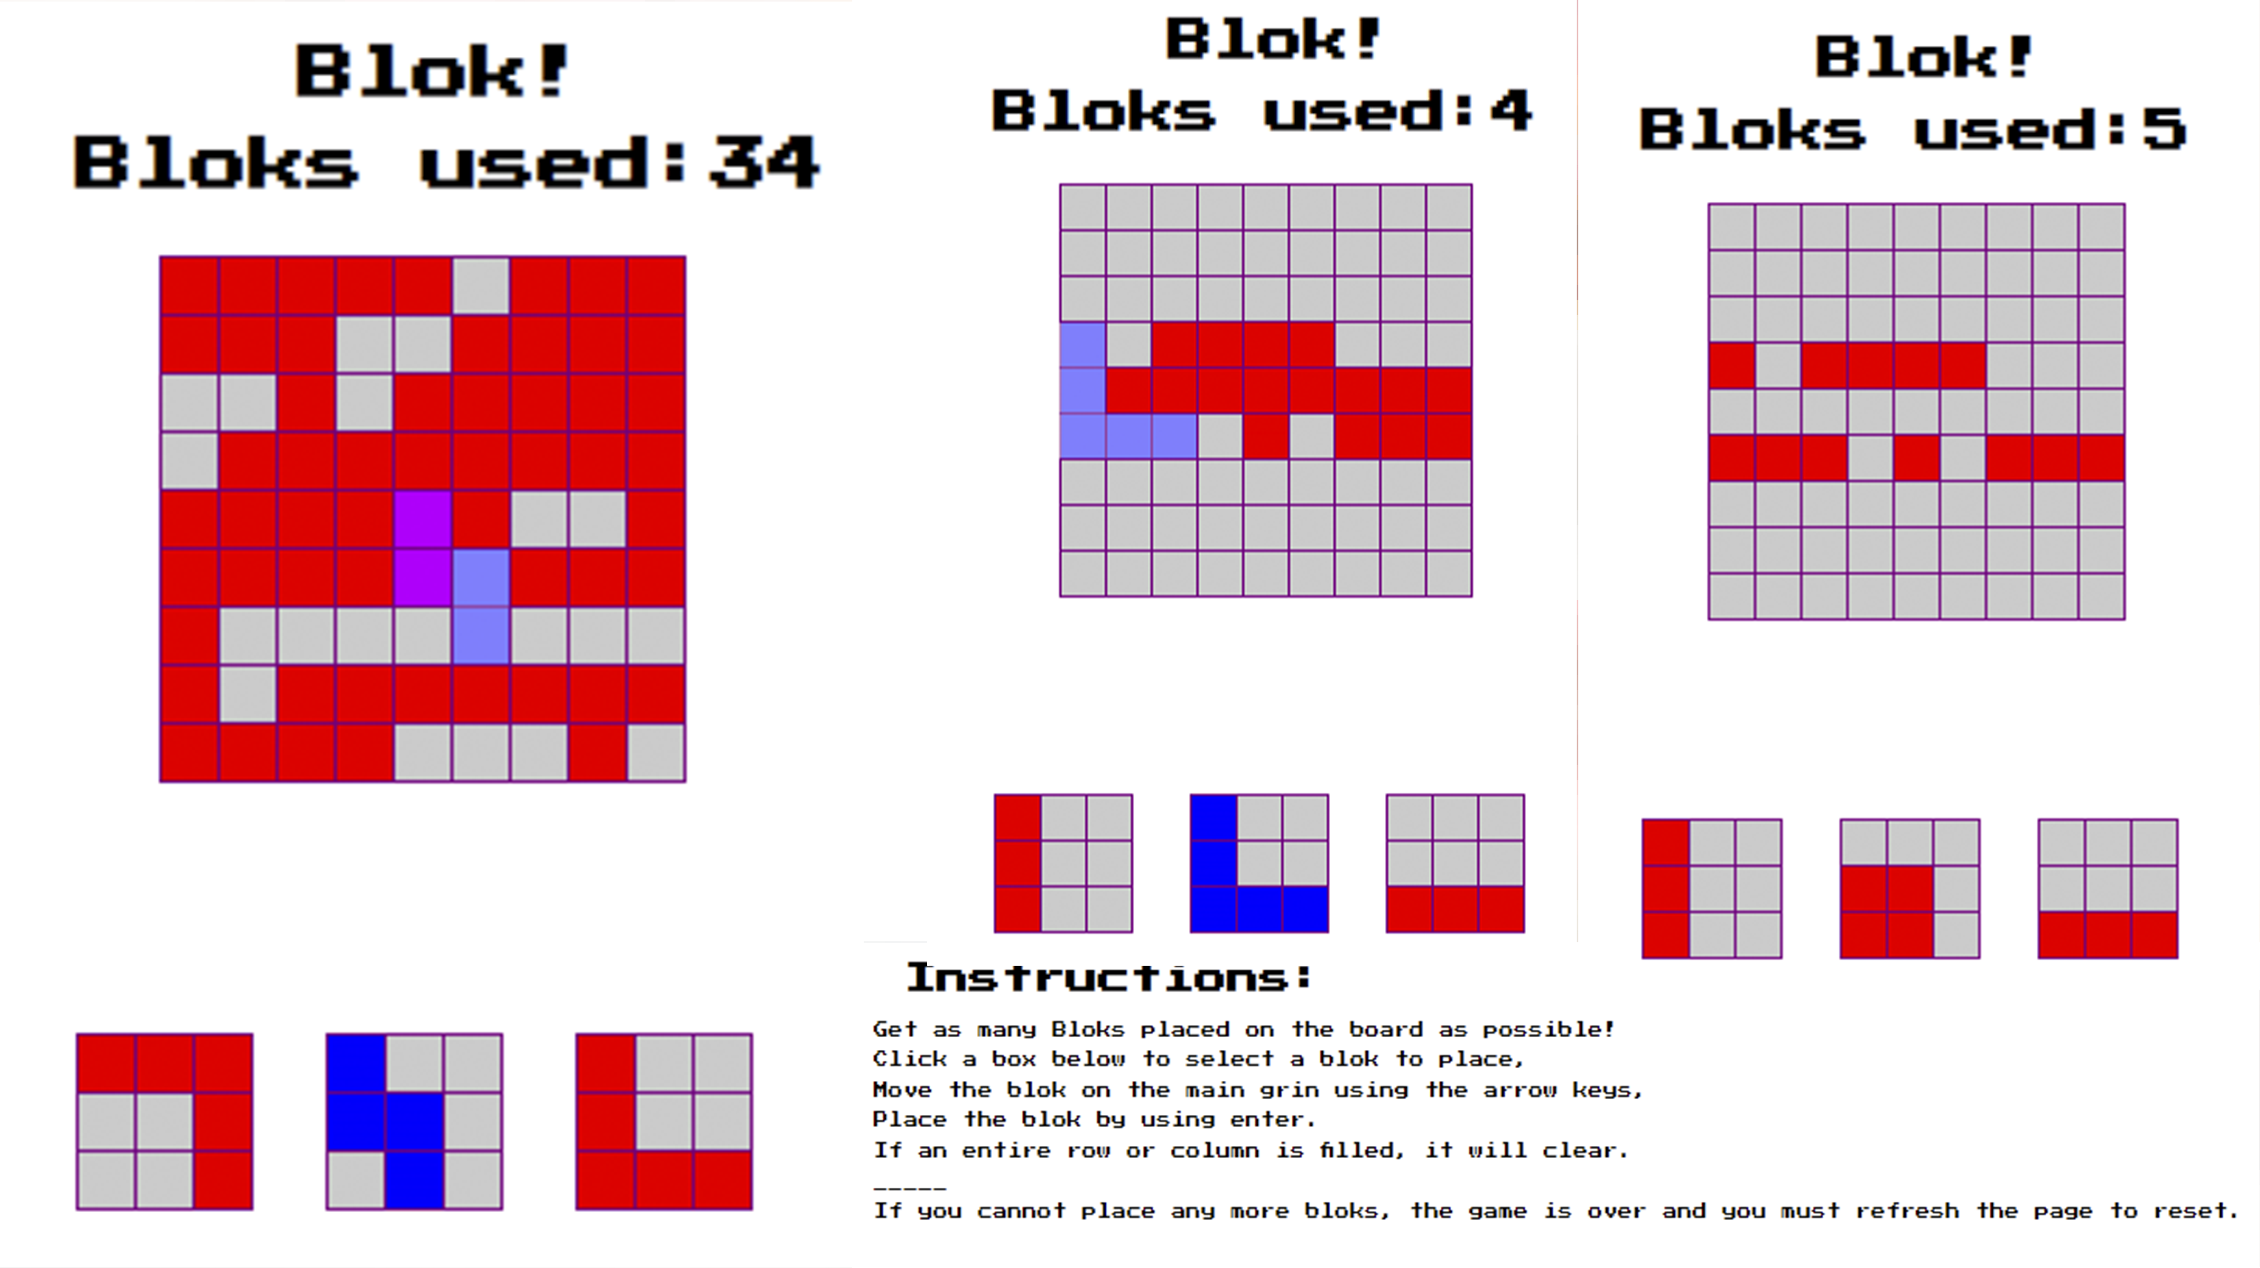 Blok!
Bloks used:34
Blok!
Bloks used:4
Blok!
Bloks used:5
Instructions:
Get as many Bloks placed on the board as possible!
Click a box below to select a blok to place,
Move the blok on the main grin using the arrow keys,
Place the blok by using enter.
If an entire row or column is filled, it will clear.
_____
If you cannot place any more bloks, the game is over and you must refresh the page to reset.